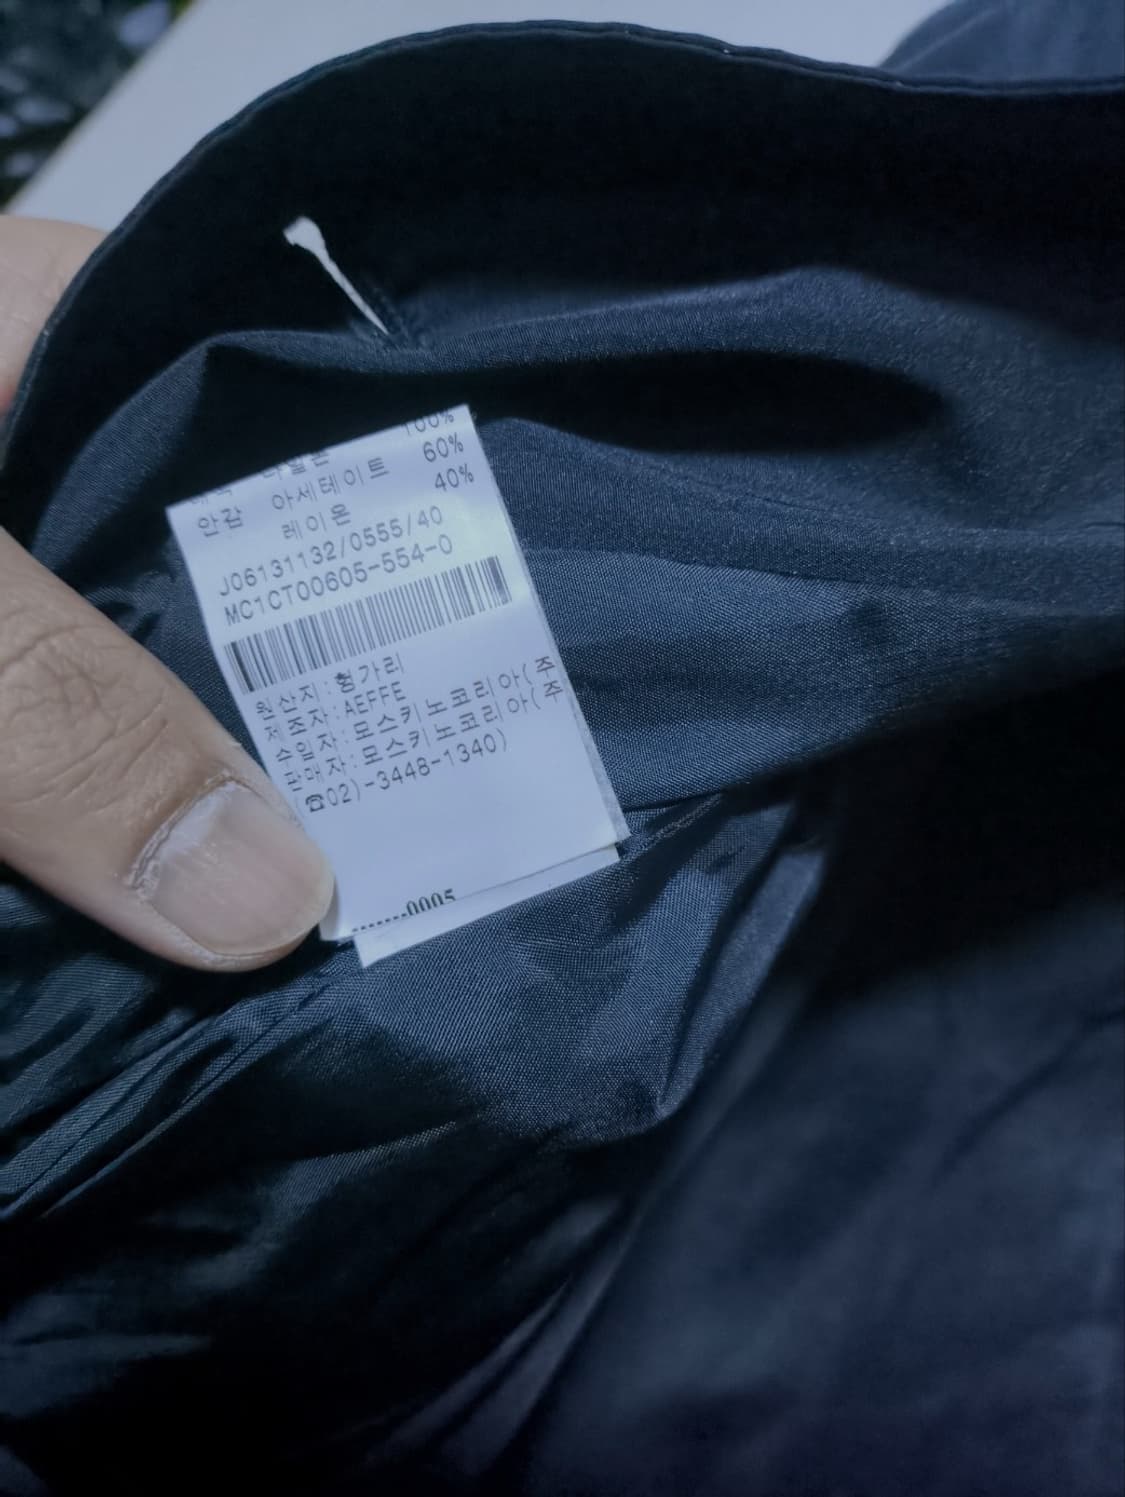 100%
안감 아세테이트 60%
레이온 40%
J06131132/0555/40
MC1CT00605-554-0
원산지:헝가리
제조자:AEFFE
수입자:모스키노코리아(주
판매자:모스키노코리아(주
(☎02)-3448-1340)
0005